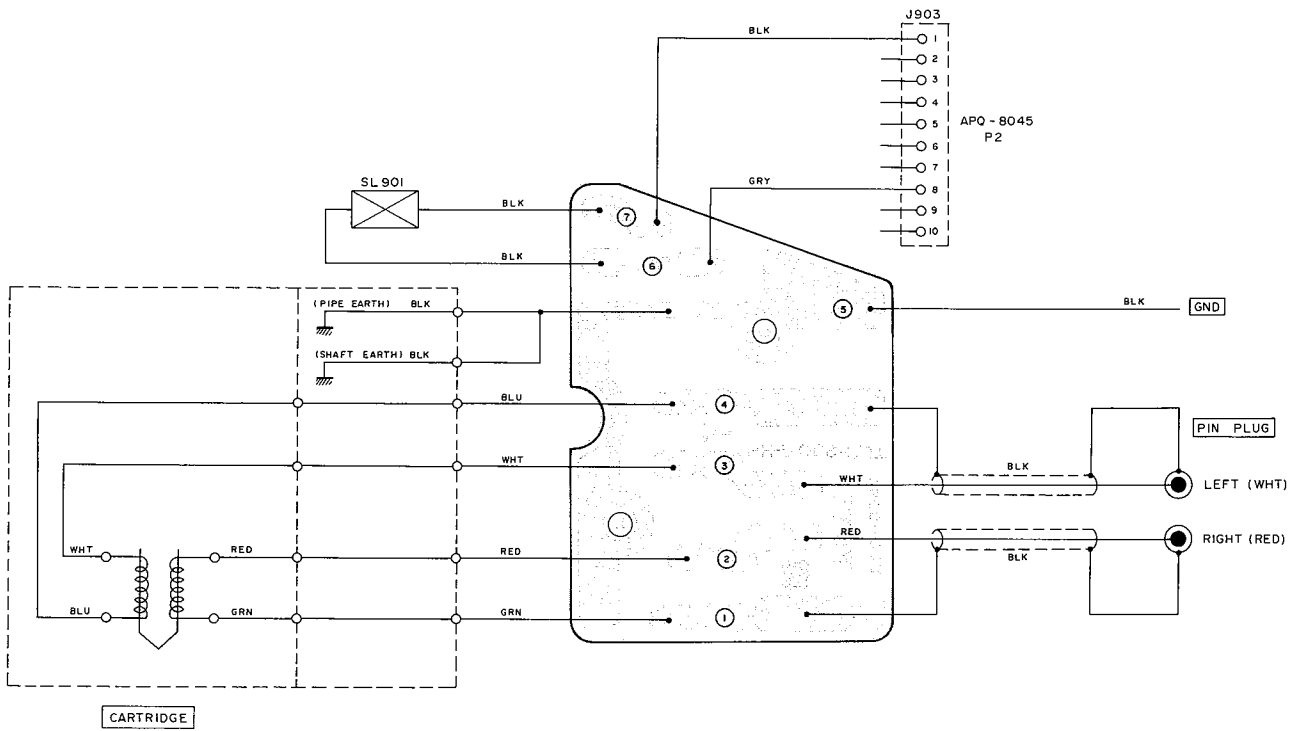 J903
BLK
1
2
3
4
5
6
7
8
9
10
APQ-8045
P2
GRY
SL901
BLK
BLK
7
6
5
(PIPE EARTH) BLK
(SHAFT EARTH) BLK
BLK
GND
BLU
4
WHT
3
WHT
BLK
PIN PLUG
LEFT (WHT)
RED
BLK
RIGHT (RED)
WHT
RED
RED
2
BLU
GRN
GRN
1
CARTRIDGE